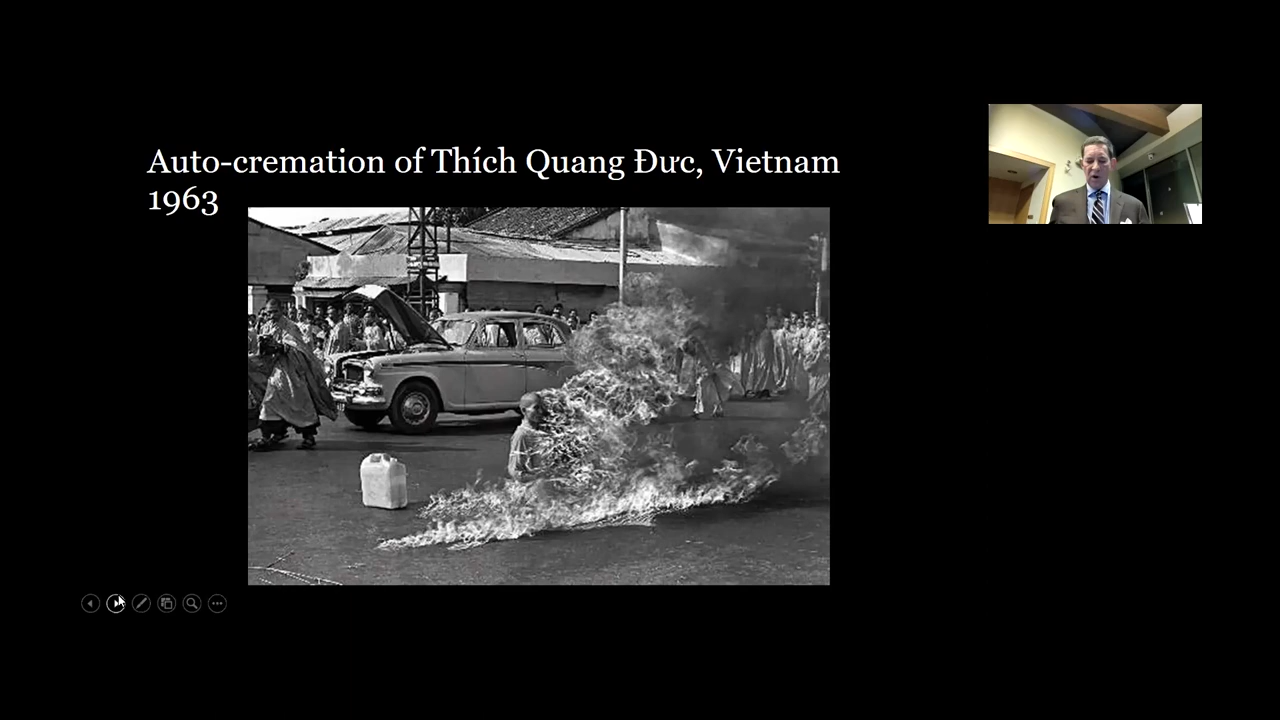 Auto-cremation of Thích Quang Đưc, Vietnam
1963